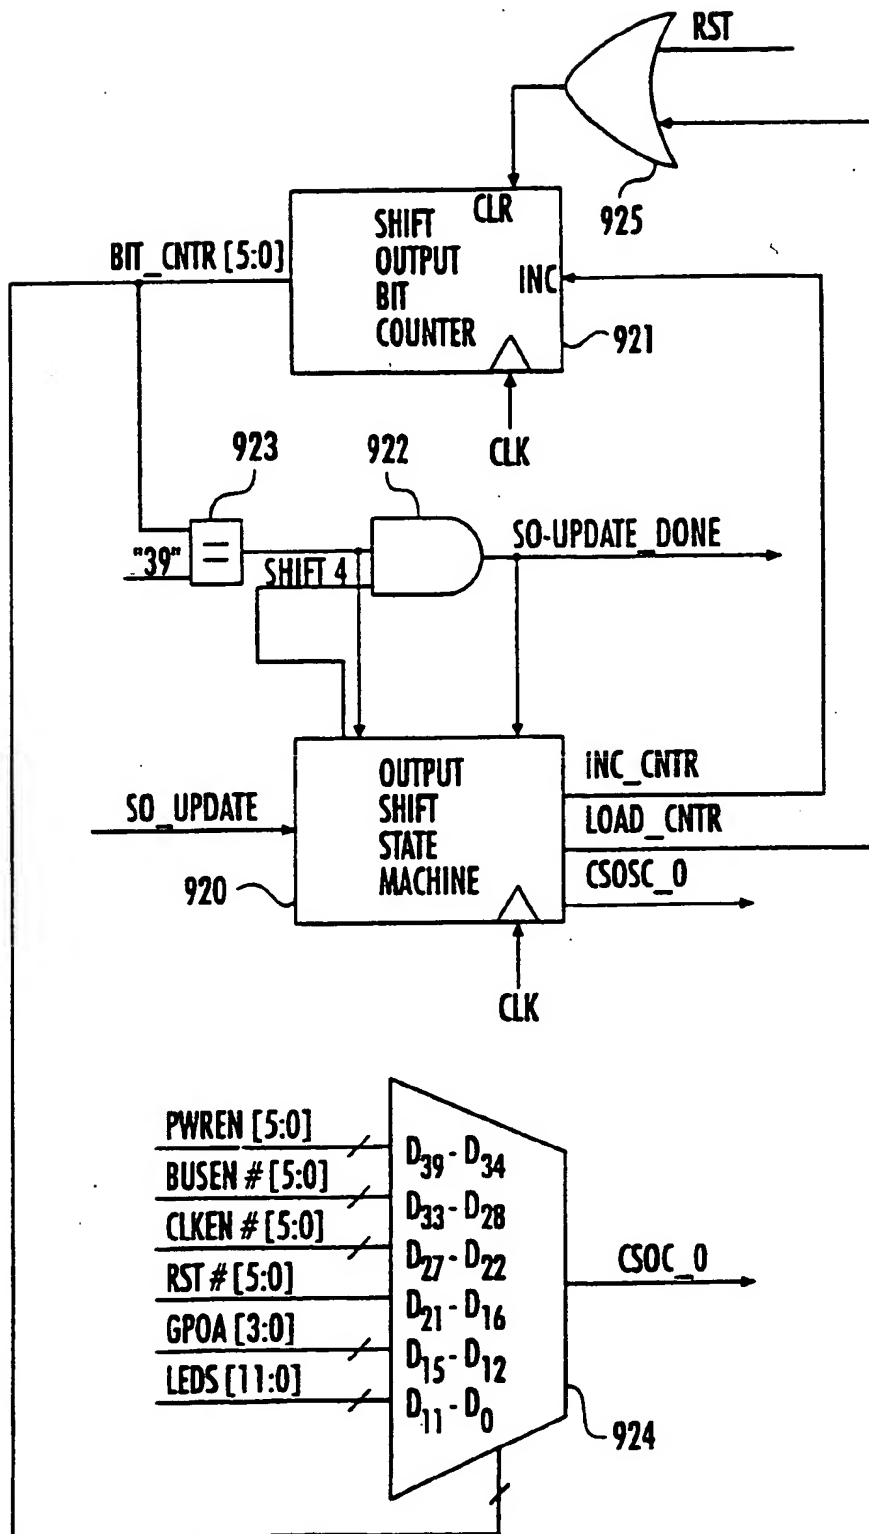 RST
925
CLR
SHIFT
OUTPUT
BIT
COUNTER
INC
BIT_CNTR [5:0]
921
CLK
923
922
"39"
=
SHIFT 4
SO-UPDATE_DONE
OUTPUT
SHIFT
STATE
MACHINE
SO_UPDATE
920
INC_CNTR
LOAD_CNTR
CSOSC_0
CLK
PWREN [5:0]
D39 - D34
BUSEN # [5:0]
D33 - D28
CLKEN # [5:0]
D27 - D22
RST # [5:0]
D21 - D16
GPOA [3:0]
D15 - D12
LEDS [11:0]
D11 - D0
CSOC_0
924